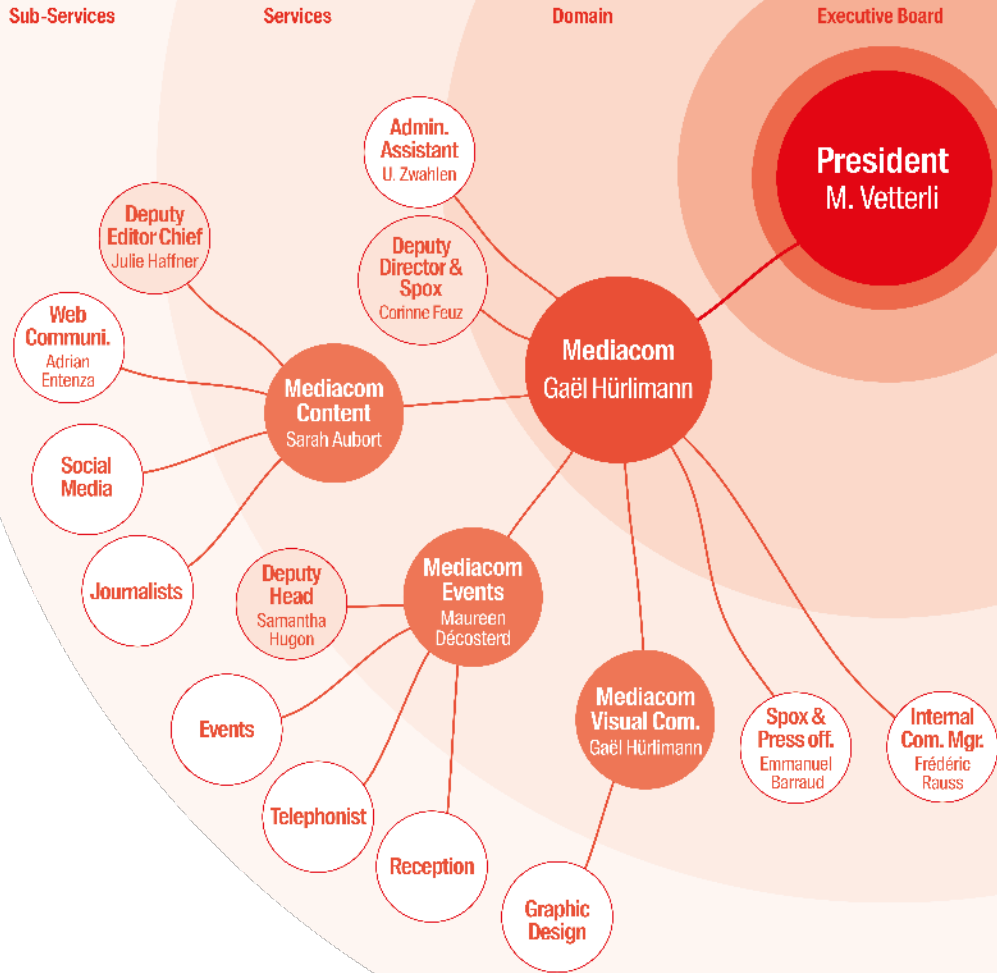 Sub-Services
Services
Domain
Executive Board
President
M. Vetterli
Admin.
Assistant
U. Zwahlen
Deputy
Director &
Spox
Corinne Feuz
Mediacom
Gaël Hürlimann
Deputy
Editor Chief
Julie Haffner
Web
Communi.
Adrian
Entenza
Mediacom
Content
Sarah Aubort
Social
Media
Journalists
Deputy
Head
Samantha
Hugon
Mediacom
Events
Maureen
Décosterd
Events
Telephonist
Reception
Mediacom
Visual Com.
Gaël Hürlimann
Graphic
Design
Spox &
Press off.
Emmanuel
Barraud
Internal
Com. Mgr.
Frédéric
Rauss